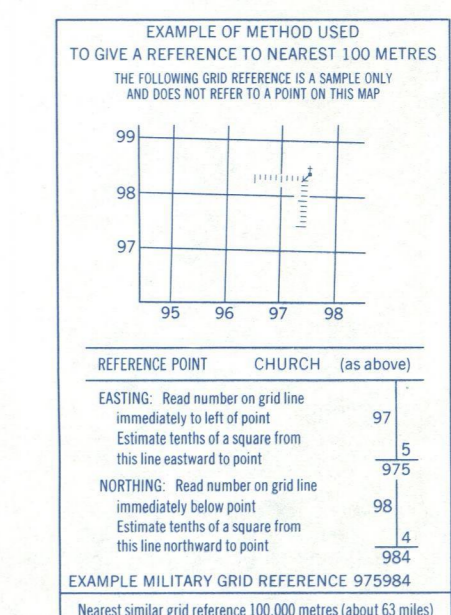 EXAMPLE OF METHOD USED
TO GIVE A REFERENCE TO NEAREST 100 METRES
THE FOLLOWING GRID REFERENCE IS A SAMPLE ONLY
AND DOES NOT REFER TO A POINT ON THIS MAP
99
98
97
95 96 97 98
REFERENCE POINT CHURCH (as above)
EASTING: Read number on grid line
immediately to left of point 97
Estimate tenths of a square from
this line eastward to point 5
975
NORTHING: Read number on grid line
immediately below point 98
Estimate tenths of a square from
this line northward to point 4
984
EXAMPLE MILITARY GRID REFERENCE 975984
Nearest similar grid reference 100,000 metres (about 63 miles)